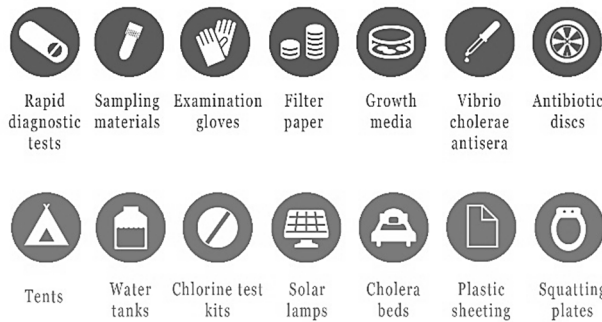 Rapid Sampling Examination Filter Growth Vibrio Antibiotic
diagnostic materials gloves paper media cholerae discs
tests antisera
Tents Water Chlorine test Solar Cholera Plastic Squatting
tanks kits lamps beds sheeting plates